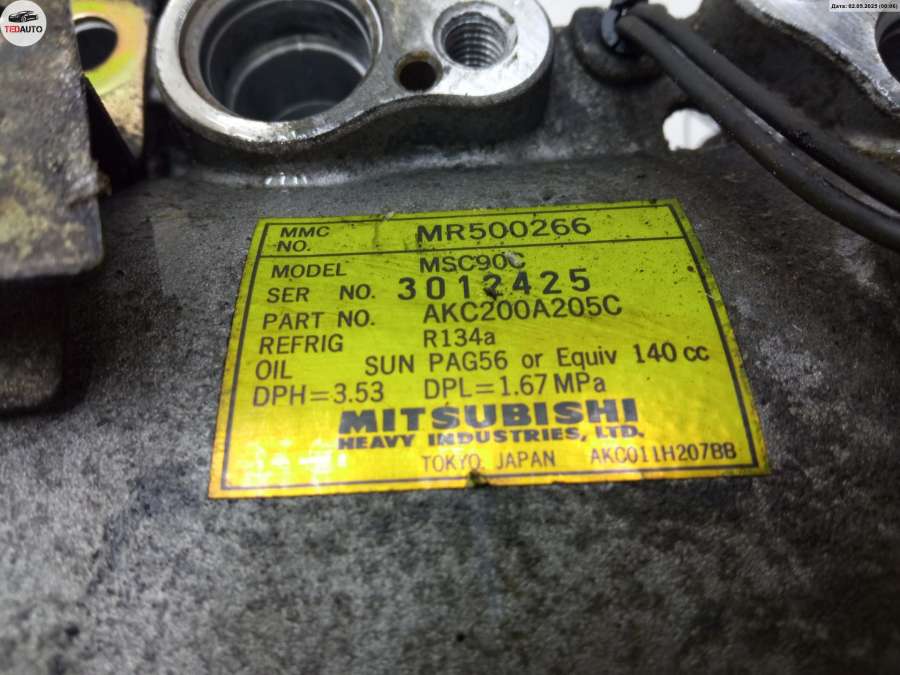 TEDAUTO
Дата: 02.05.2025 (00:06)
MMC NO. MR500266
MODEL MSC90C
SER NO. 3012425
PART NO. AKC200A205C
REFRIG R134a
OIL SUN PAG56 or Equiv 140 cc
DPH=3.53 DPL=1.67 MPa
MITSUBISHI
HEAVY INDUSTRIES, LTD.
TOKYO, JAPAN AKC011H207BB